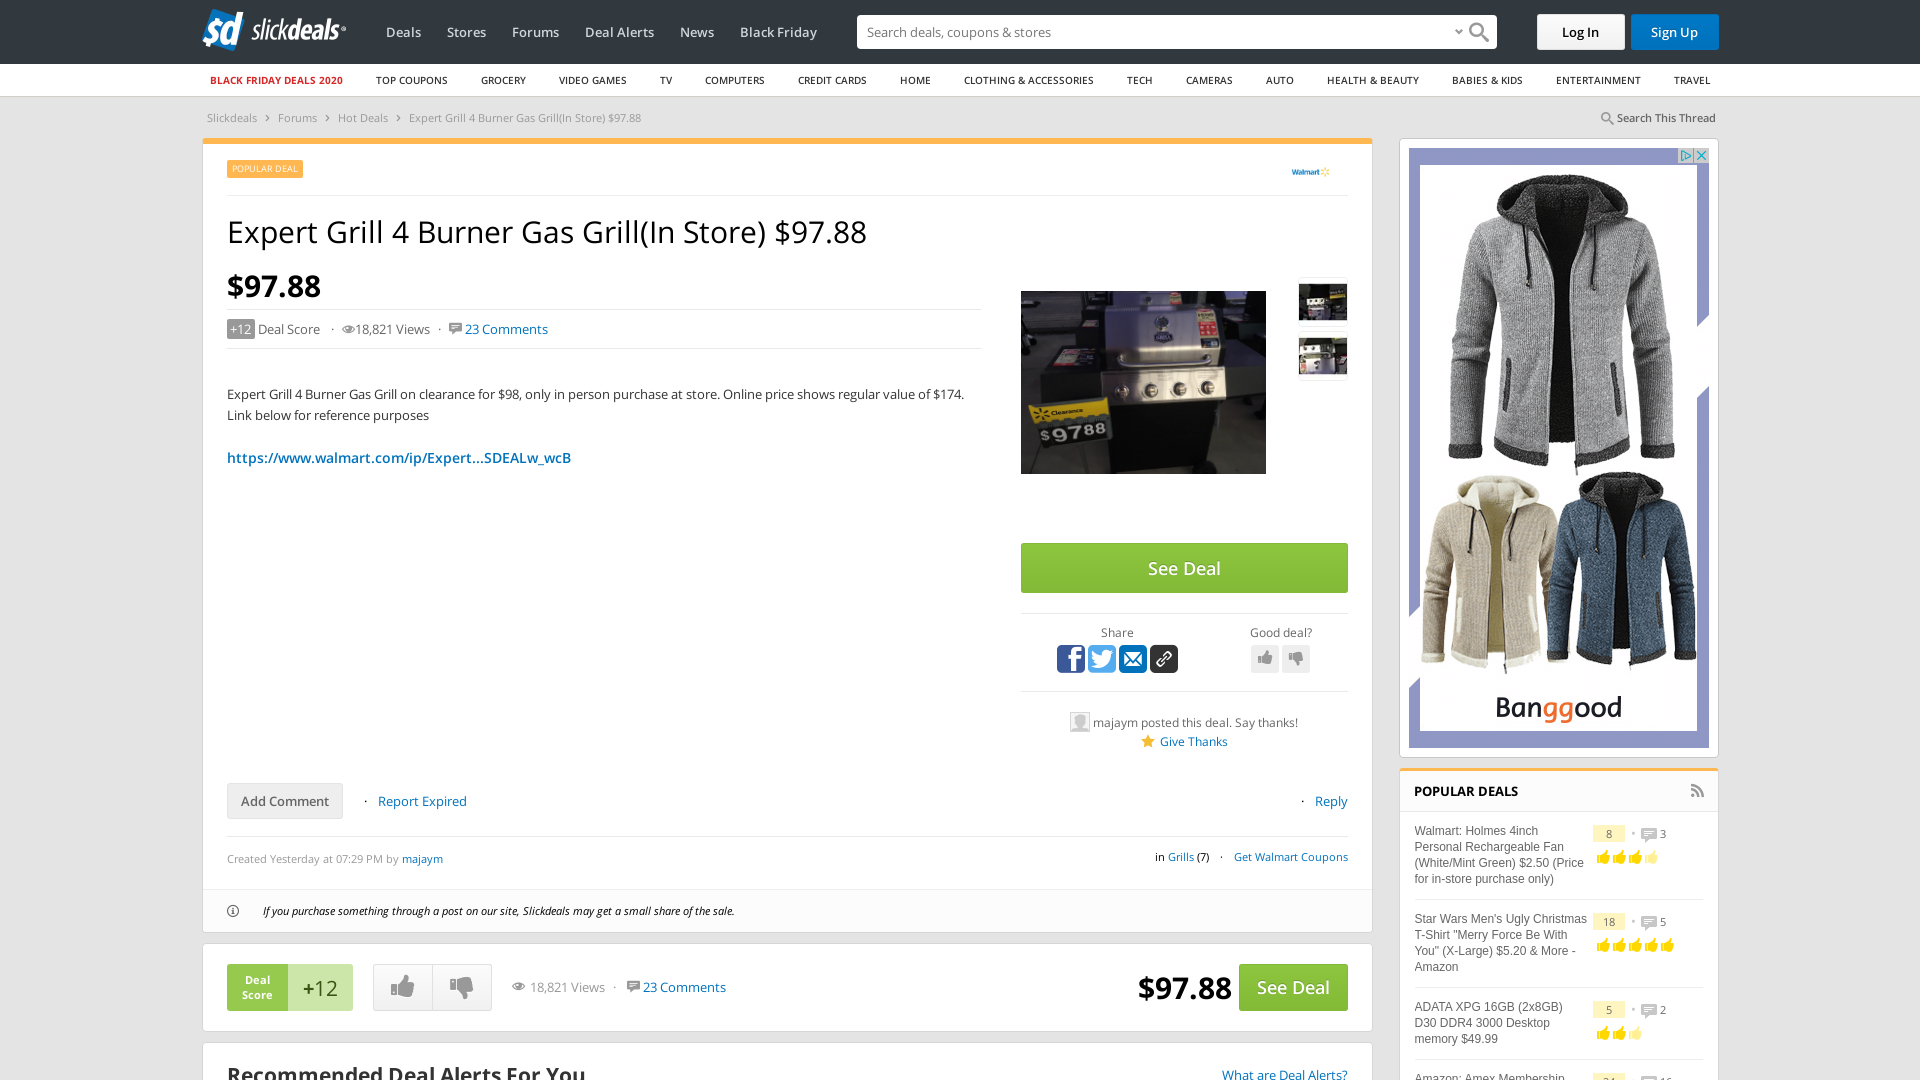 slickdeals
Deals
Stores
Forums
Deal Alerts
News
Black Friday
Search deals, coupons & stores
Log In
Sign Up
BLACK FRIDAY DEALS 2020
TOP COUPONS
GROCERY
VIDEO GAMES
TV
COMPUTERS
CREDIT CARDS
HOME
CLOTHING & ACCESSORIES
TECH
CAMERAS
AUTO
HEALTH & BEAUTY
BABIES & KIDS
ENTERTAINMENT
TRAVEL
Slickdeals › Forums › Hot Deals › Expert Grill 4 Burner Gas Grill(In Store) $97.88
Search This Thread
POPULAR DEAL
Walmart
Expert Grill 4 Burner Gas Grill(In Store) $97.88
$97.88
+12 Deal Score · 18,821 Views · 23 Comments
Expert Grill 4 Burner Gas Grill on clearance for $98, only in person purchase at store. Online price shows regular value of $174.
Link below for reference purposes
https://www.walmart.com/ip/Expert...SDEALw_wcB
Clearance
$9788
See Deal
Share
Good deal?
majaym posted this deal. Say thanks!
Give Thanks
Add Comment
· Report Expired
· Reply
Created Yesterday at 07:29 PM by majaym
in Grills (7) · Get Walmart Coupons
If you purchase something through a post on our site, Slickdeals may get a small share of the sale.
Deal
Score
+12
18,821 Views · 23 Comments
$97.88
See Deal
Recommended Deal Alerts For You
What are Deal Alerts?
Banggood
POPULAR DEALS
Walmart: Holmes 4inch
Personal Rechargeable Fan
(White/Mint Green) $2.50 (Price
for in-store purchase only)
8 · 3
Star Wars Men's Ugly Christmas
T-Shirt "Merry Force Be With
You" (X-Large) $5.20 & More -
Amazon
18 · 5
ADATA XPG 16GB (2x8GB)
D30 DDR4 3000 Desktop
memory $49.99
5 · 2
Amazon: Amex Membership